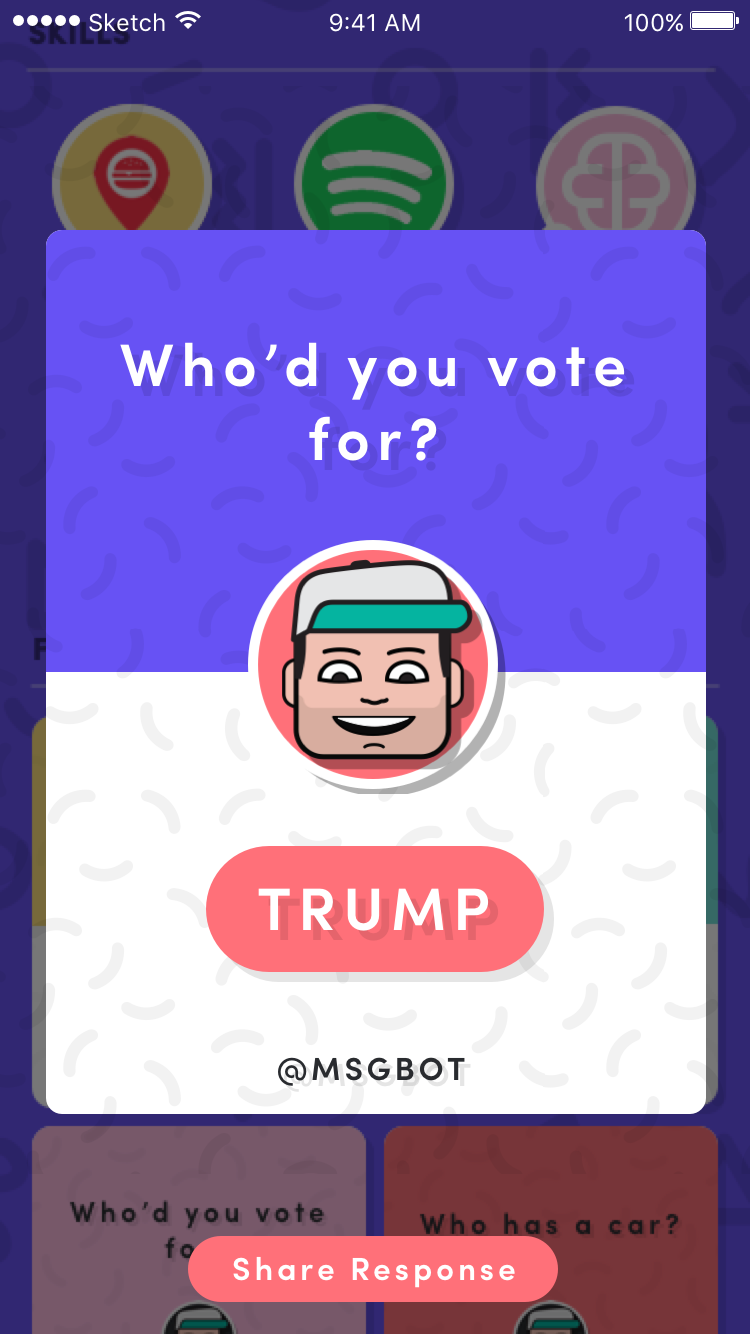 Sketch 9:41 AM 100%
SKILLS
Who’d you vote
for?
TRUMP
@MSGBOT
Who’d you vote
Who has a car?
Share Response